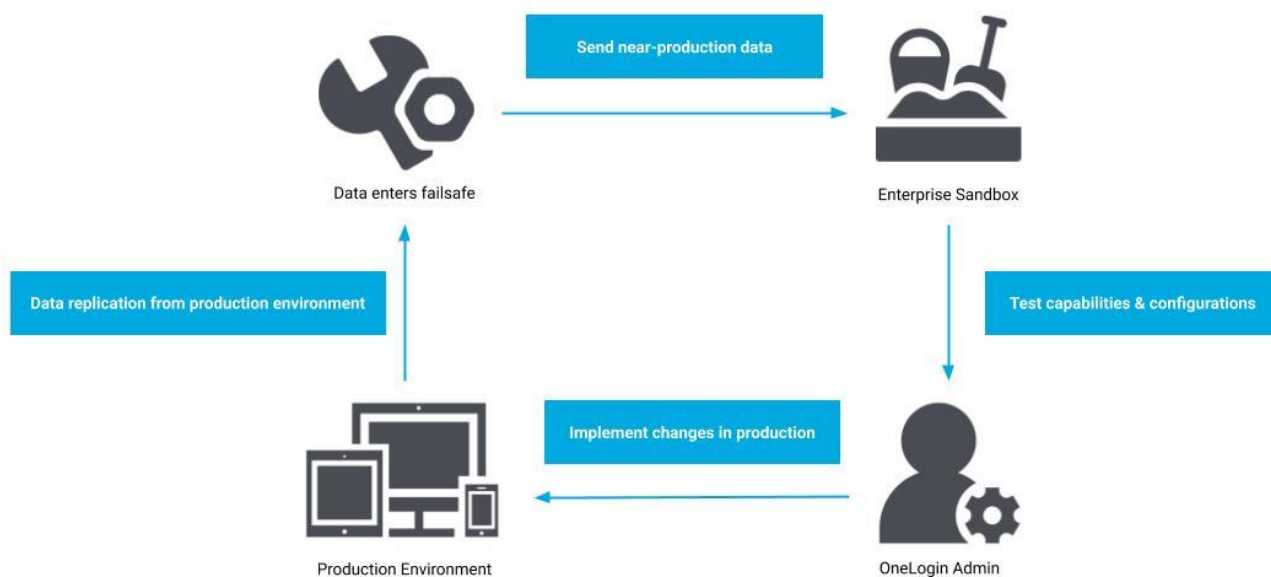 Send near-production data
Data enters failsafe
Enterprise Sandbox
Data replication from production environment
Test capabilities & configurations
Implement changes in production
Production Environment
OneLogin Admin